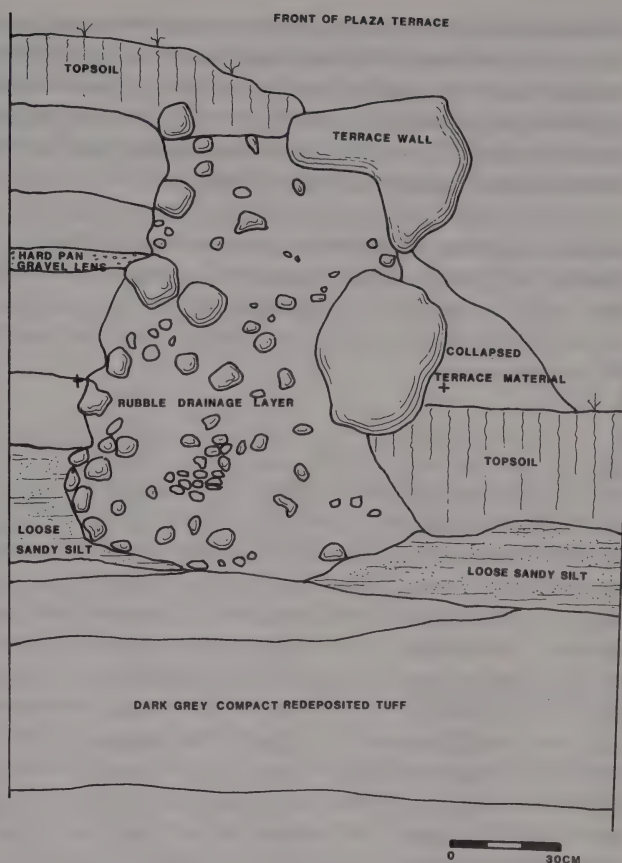 FRONT OF PLAZA TERRACE
TOPSOIL
TERRACE WALL
HARD PAN
GRAVEL LENS
COLLAPSED
TERRACE MATERIAL
RUBBLE DRAINAGE LAYER
TOPSOIL
LOOSE
SANDY SILT
LOOSE SANDY SILT
DARK GREY COMPACT REDEPOSITED TUFF
0 30CM